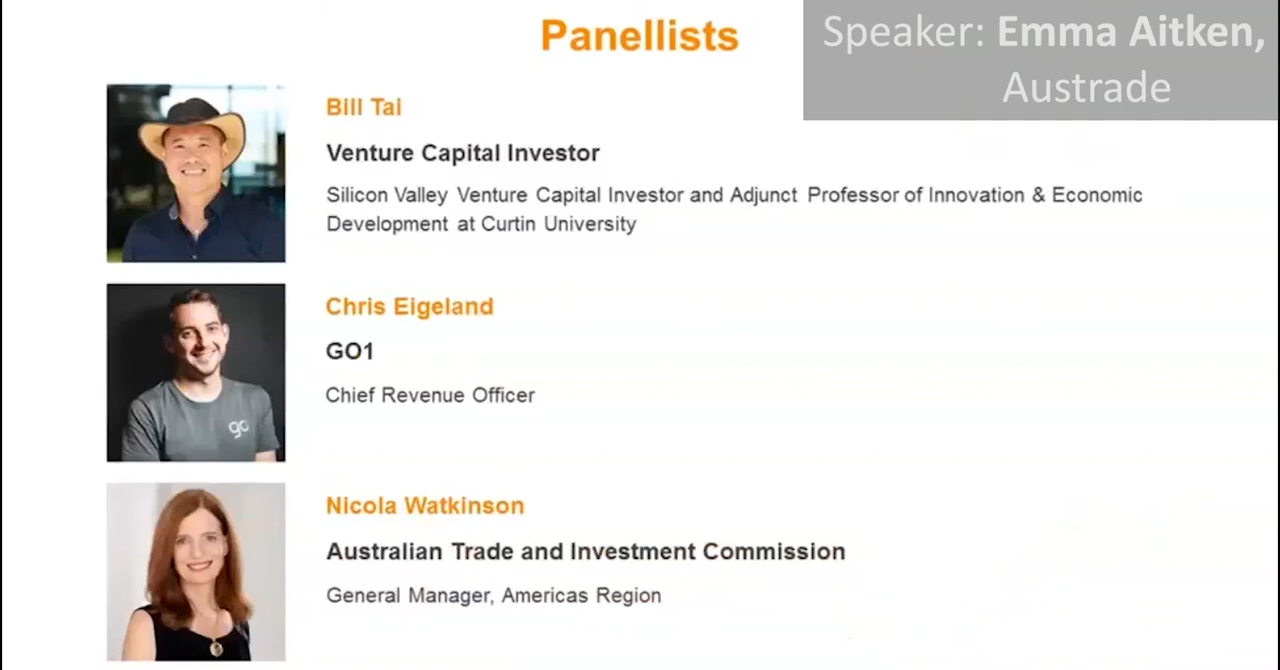 Panellists
Speaker: Emma Aitken,
Austrade
Bill Tai
Venture Capital Investor
Silicon Valley Venture Capital Investor and Adjunct Professor of Innovation & Economic
Development at Curtin University
Chris Eigeland
GO1
Chief Revenue Officer
go
Nicola Watkinson
Australian Trade and Investment Commission
General Manager, Americas Region